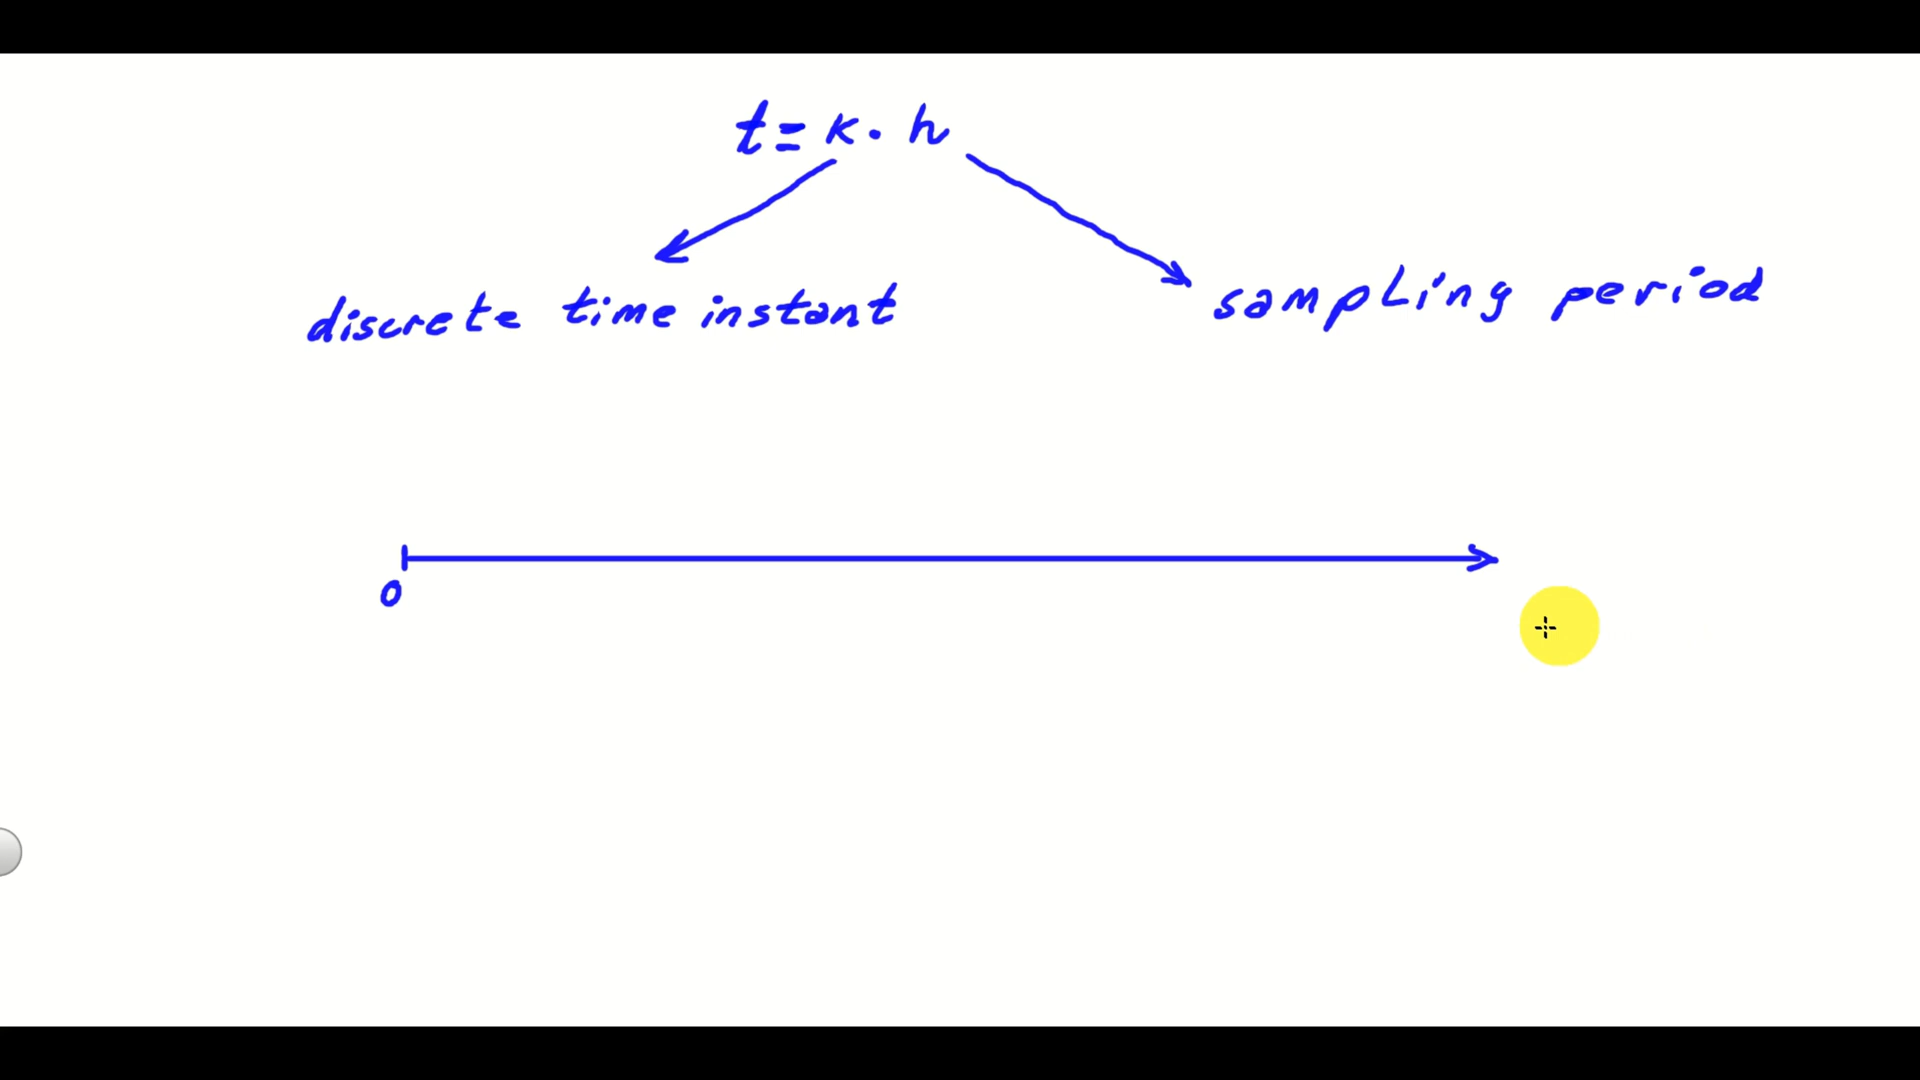 t = k · h
discrete time instant
sampling period
0